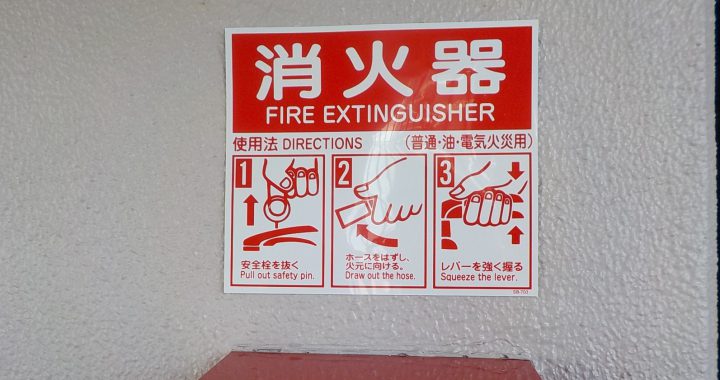 消火器
FIRE EXTINGUISHER
使用法 DIRECTIONS (普通・油・電気火災用)
1
安全栓を抜く
Pull out safety pin.
2
ホースをはずし、
火元に向ける。
Draw out the hose.
3
レバーを強く握る
Squeeze the lever.